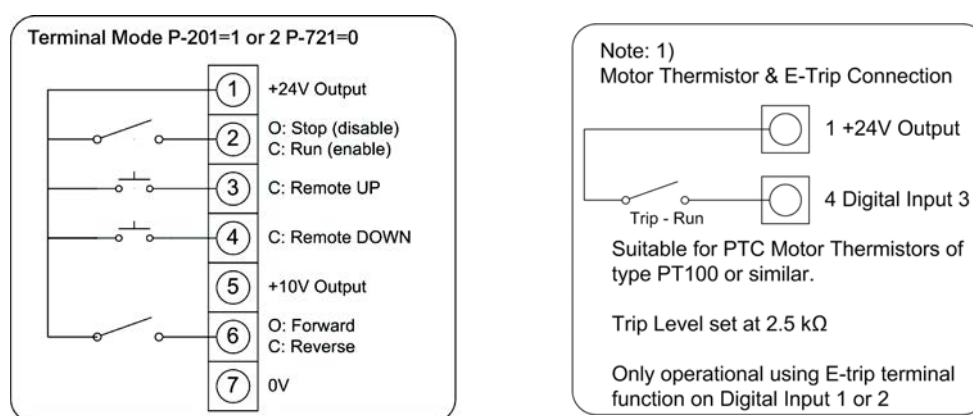 Terminal Mode P-201=1 or 2 P-721=0
1 +24V Output
2 O: Stop (disable)
C: Run (enable)
3 C: Remote UP
4 C: Remote DOWN
5 +10V Output
6 O: Forward
C: Reverse
7 0V
Note: 1)
Motor Thermistor & E-Trip Connection
1 +24V Output
4 Digital Input 3
Trip - Run
Suitable for PTC Motor Thermistors of
type PT100 or similar.
Trip Level set at 2.5 kΩ
Only operational using E-trip terminal
function on Digital Input 1 or 2